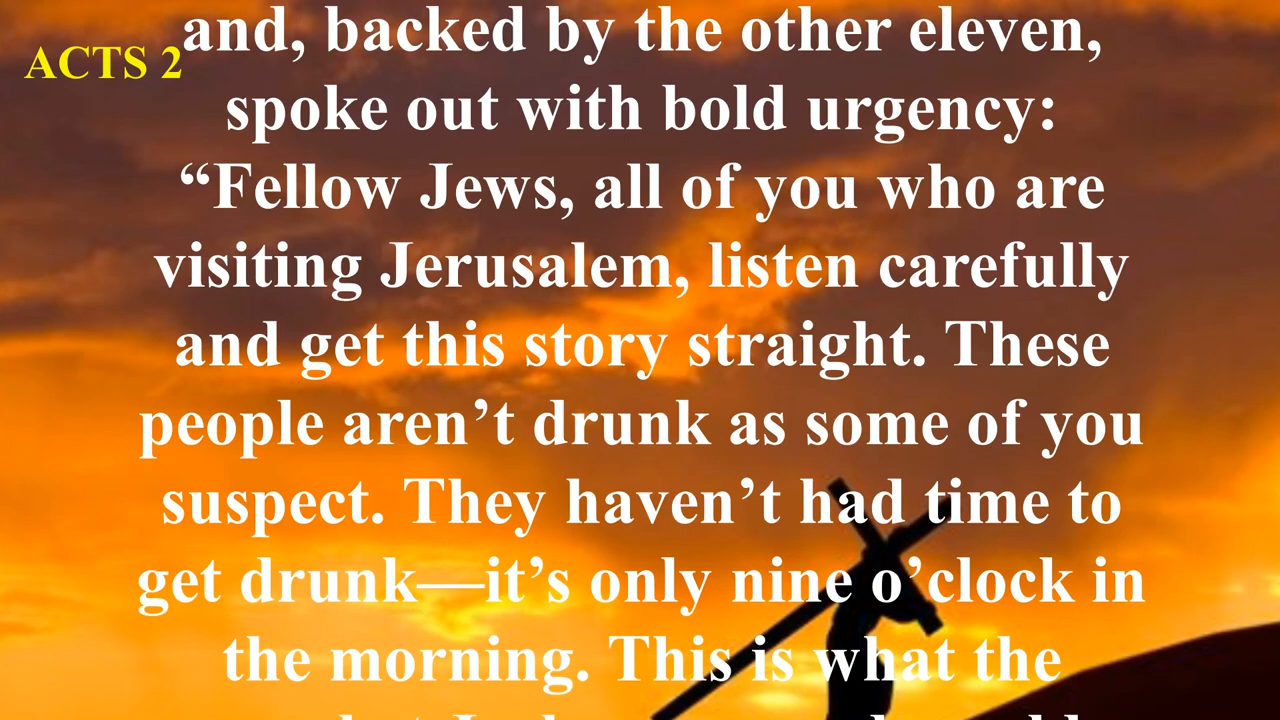 ACTS 2
and, backed by the other eleven,
spoke out with bold urgency:
“Fellow Jews, all of you who are
visiting Jerusalem, listen carefully
and get this story straight. These
people aren’t drunk as some of you
suspect. They haven’t had time to
get drunk—it’s only nine o’clock in
the morning. This is what the